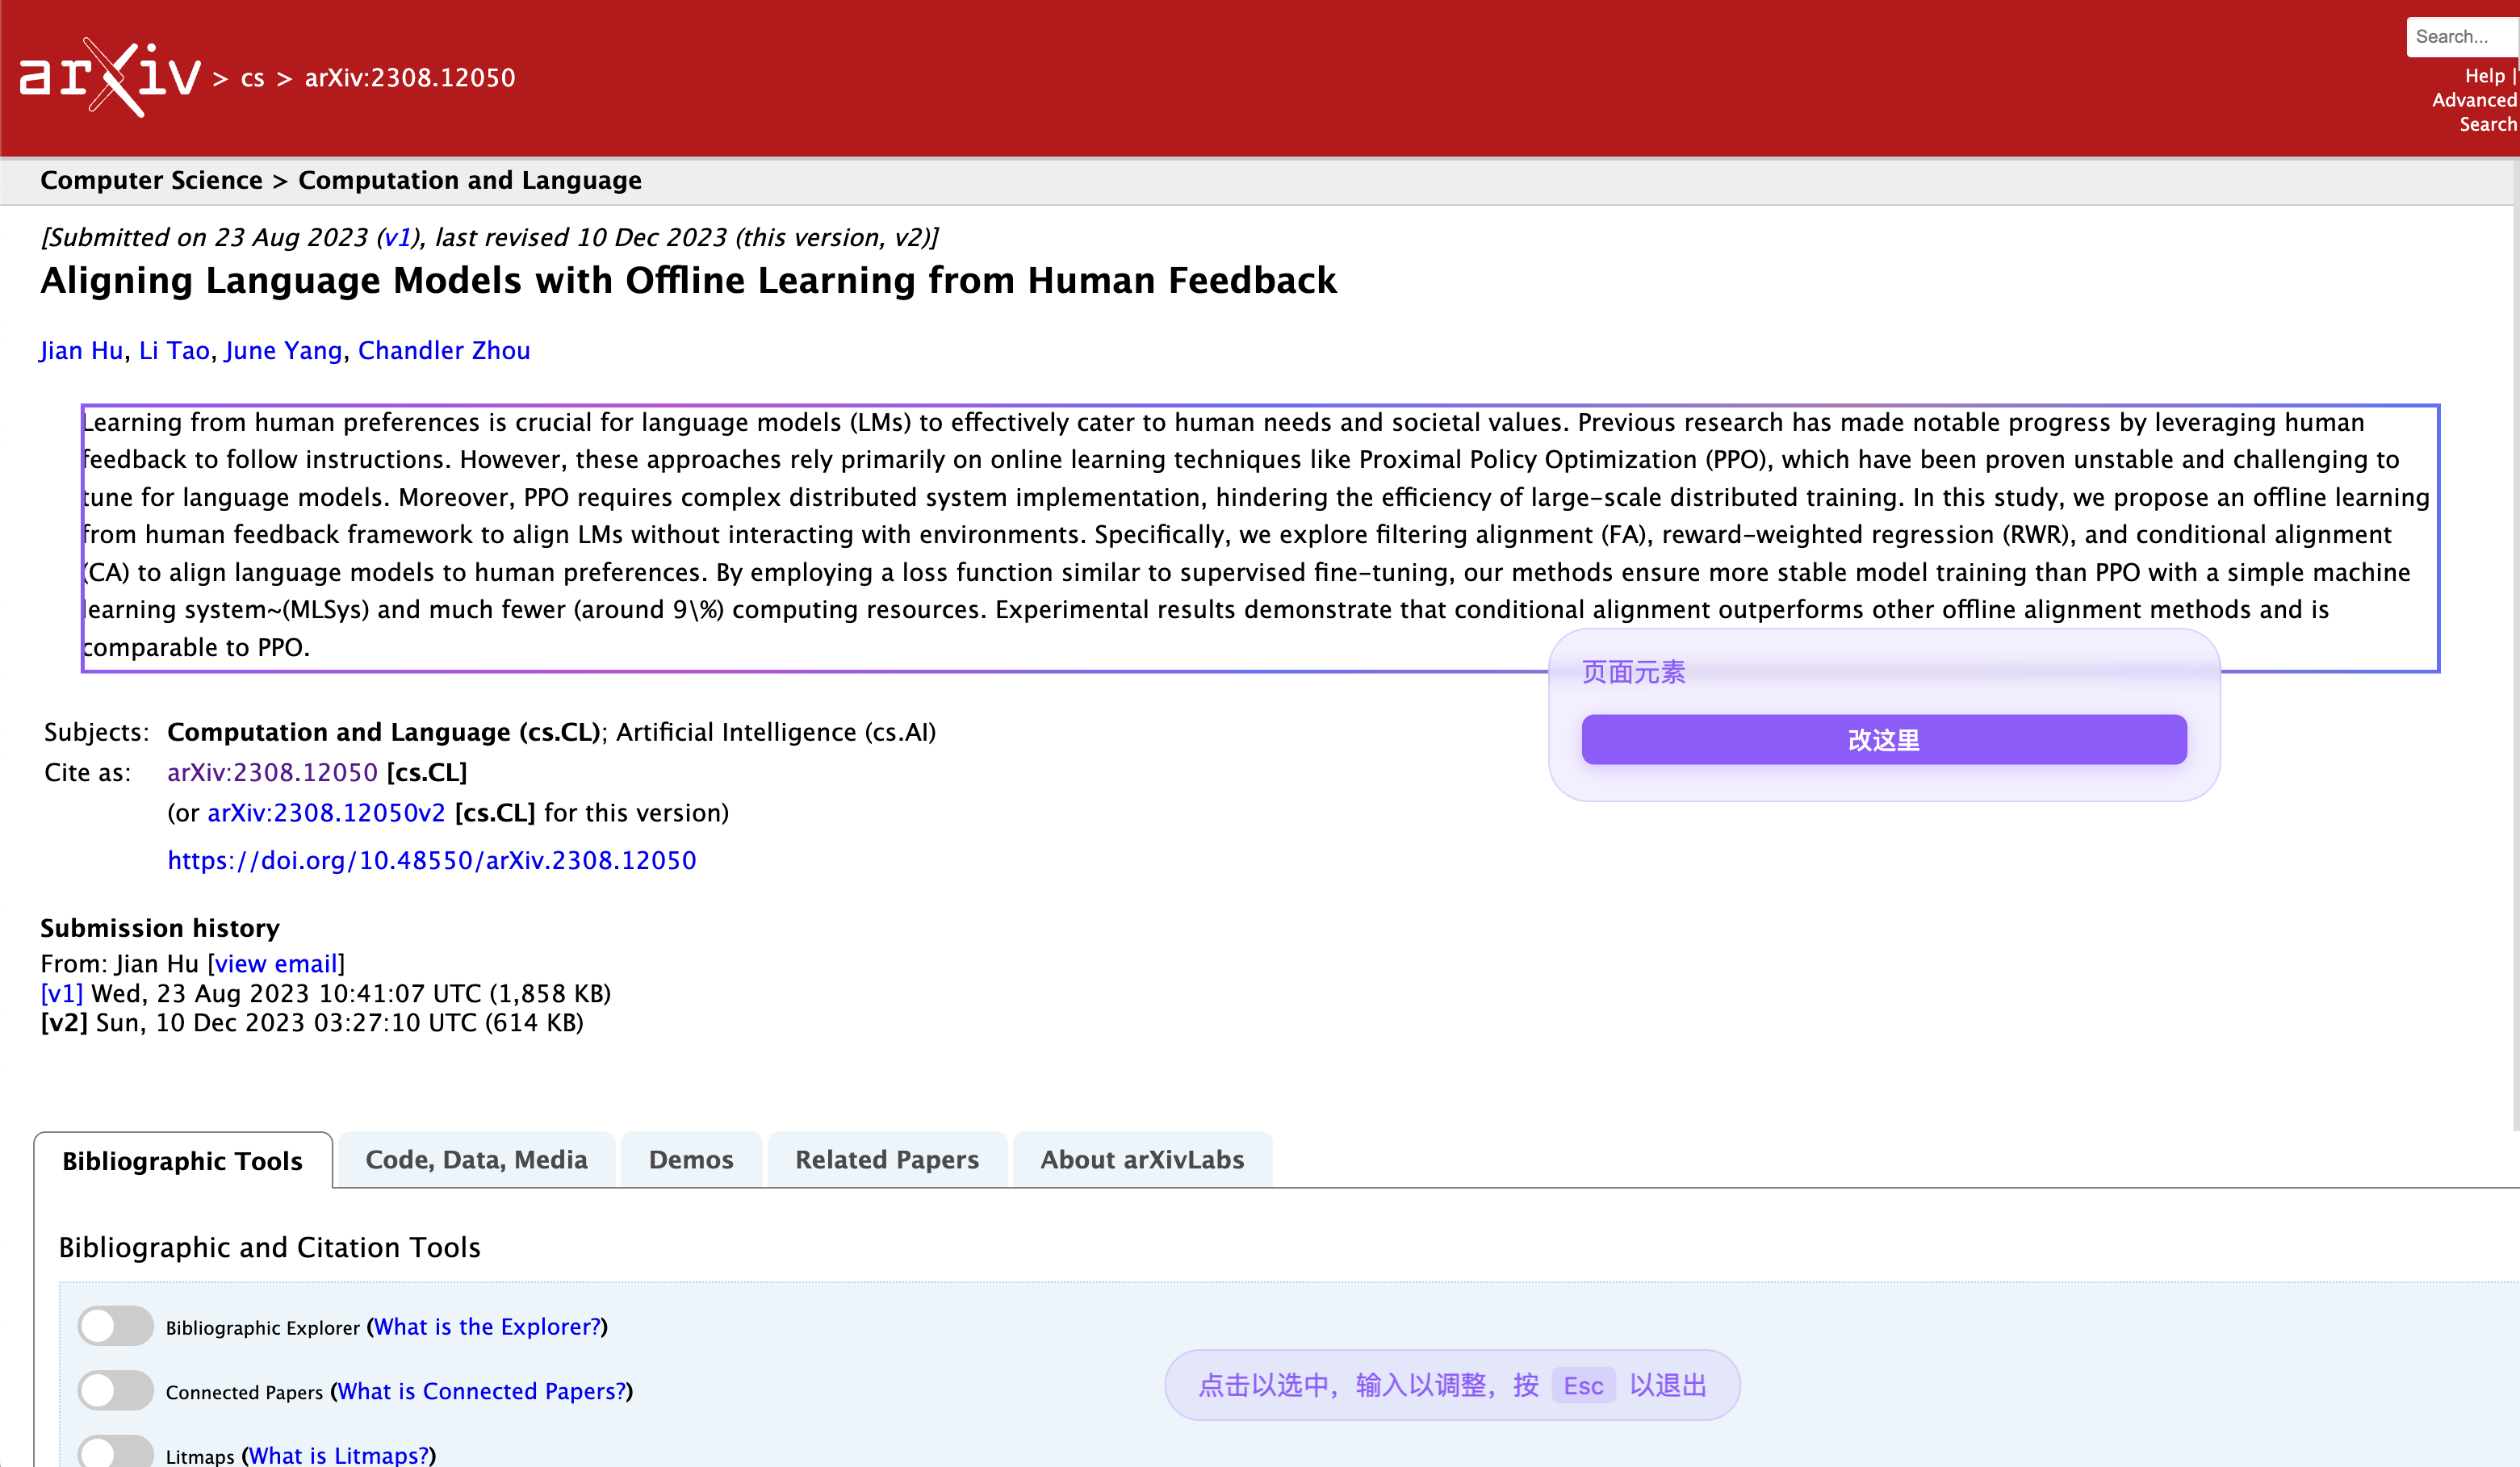 arXiv > cs > arXiv:2308.12050
Search...
Help |
Advanced
Search
Computer Science > Computation and Language
[Submitted on 23 Aug 2023 (v1), last revised 10 Dec 2023 (this version, v2)]
Aligning Language Models with Offline Learning from Human Feedback
Jian Hu, Li Tao, June Yang, Chandler Zhou
Learning from human preferences is crucial for language models (LMs) to effectively cater to human needs and societal values. Previous research has made notable progress by leveraging human
feedback to follow instructions. However, these approaches rely primarily on online learning techniques like Proximal Policy Optimization (PPO), which have been proven unstable and challenging to
tune for language models. Moreover, PPO requires complex distributed system implementation, hindering the efficiency of large-scale distributed training. In this study, we propose an offline learning
from human feedback framework to align LMs without interacting with environments. Specifically, we explore filtering alignment (FA), reward-weighted regression (RWR), and conditional alignment
(CA) to align language models to human preferences. By employing a loss function similar to supervised fine-tuning, our methods ensure more stable model training than PPO with a simple machine
learning system~(MLSys) and much fewer (around 9\%) computing resources. Experimental results demonstrate that conditional alignment outperforms other offline alignment methods and is
comparable to PPO.
页面元素
改这里
Subjects: Computation and Language (cs.CL); Artificial Intelligence (cs.AI)
Cite as: arXiv:2308.12050 [cs.CL]
(or arXiv:2308.12050v2 [cs.CL] for this version)
https://doi.org/10.48550/arXiv.2308.12050
Submission history
From: Jian Hu [view email]
[v1] Wed, 23 Aug 2023 10:41:07 UTC (1,858 KB)
[v2] Sun, 10 Dec 2023 03:27:10 UTC (614 KB)
Bibliographic Tools
Code, Data, Media
Demos
Related Papers
About arXivLabs
Bibliographic and Citation Tools
Bibliographic Explorer (What is the Explorer?)
Connected Papers (What is Connected Papers?)
Litmaps (What is Litmaps?)
点击以选中，输入以调整，按 Esc 以退出